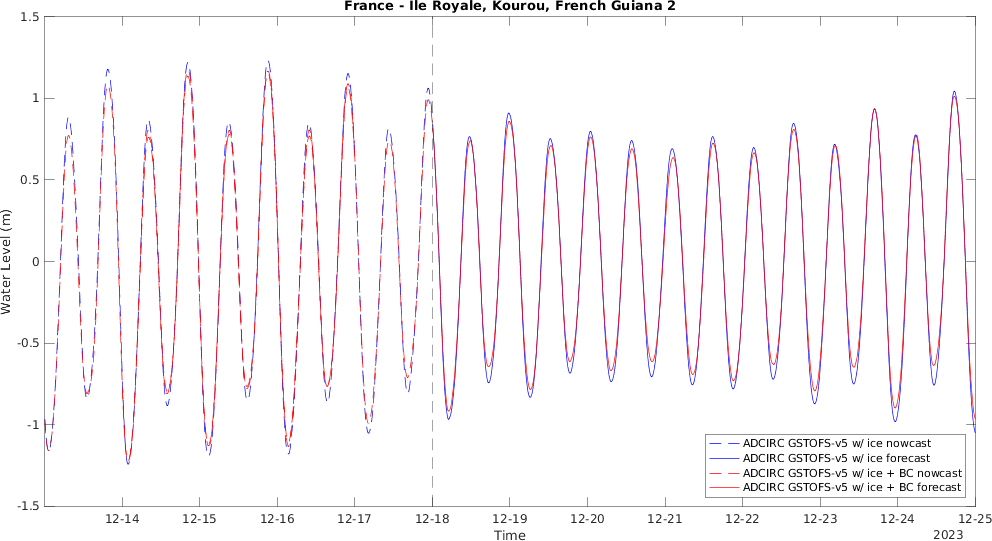 France - Ile Royale, Kourou, French Guiana 2
1.5
1
0.5
0
-0.5
-1
-1.5
Water Level (m)
ADCIRC GSTOFS-v5 w/ ice nowcast
ADCIRC GSTOFS-v5 w/ ice forecast
ADCIRC GSTOFS-v5 w/ ice + BC nowcast
ADCIRC GSTOFS-v5 w/ ice + BC forecast
12-14 12-15 12-16 12-17 12-18 12-19 12-20 12-21 12-22 12-23 12-24 12-25
Time
2023